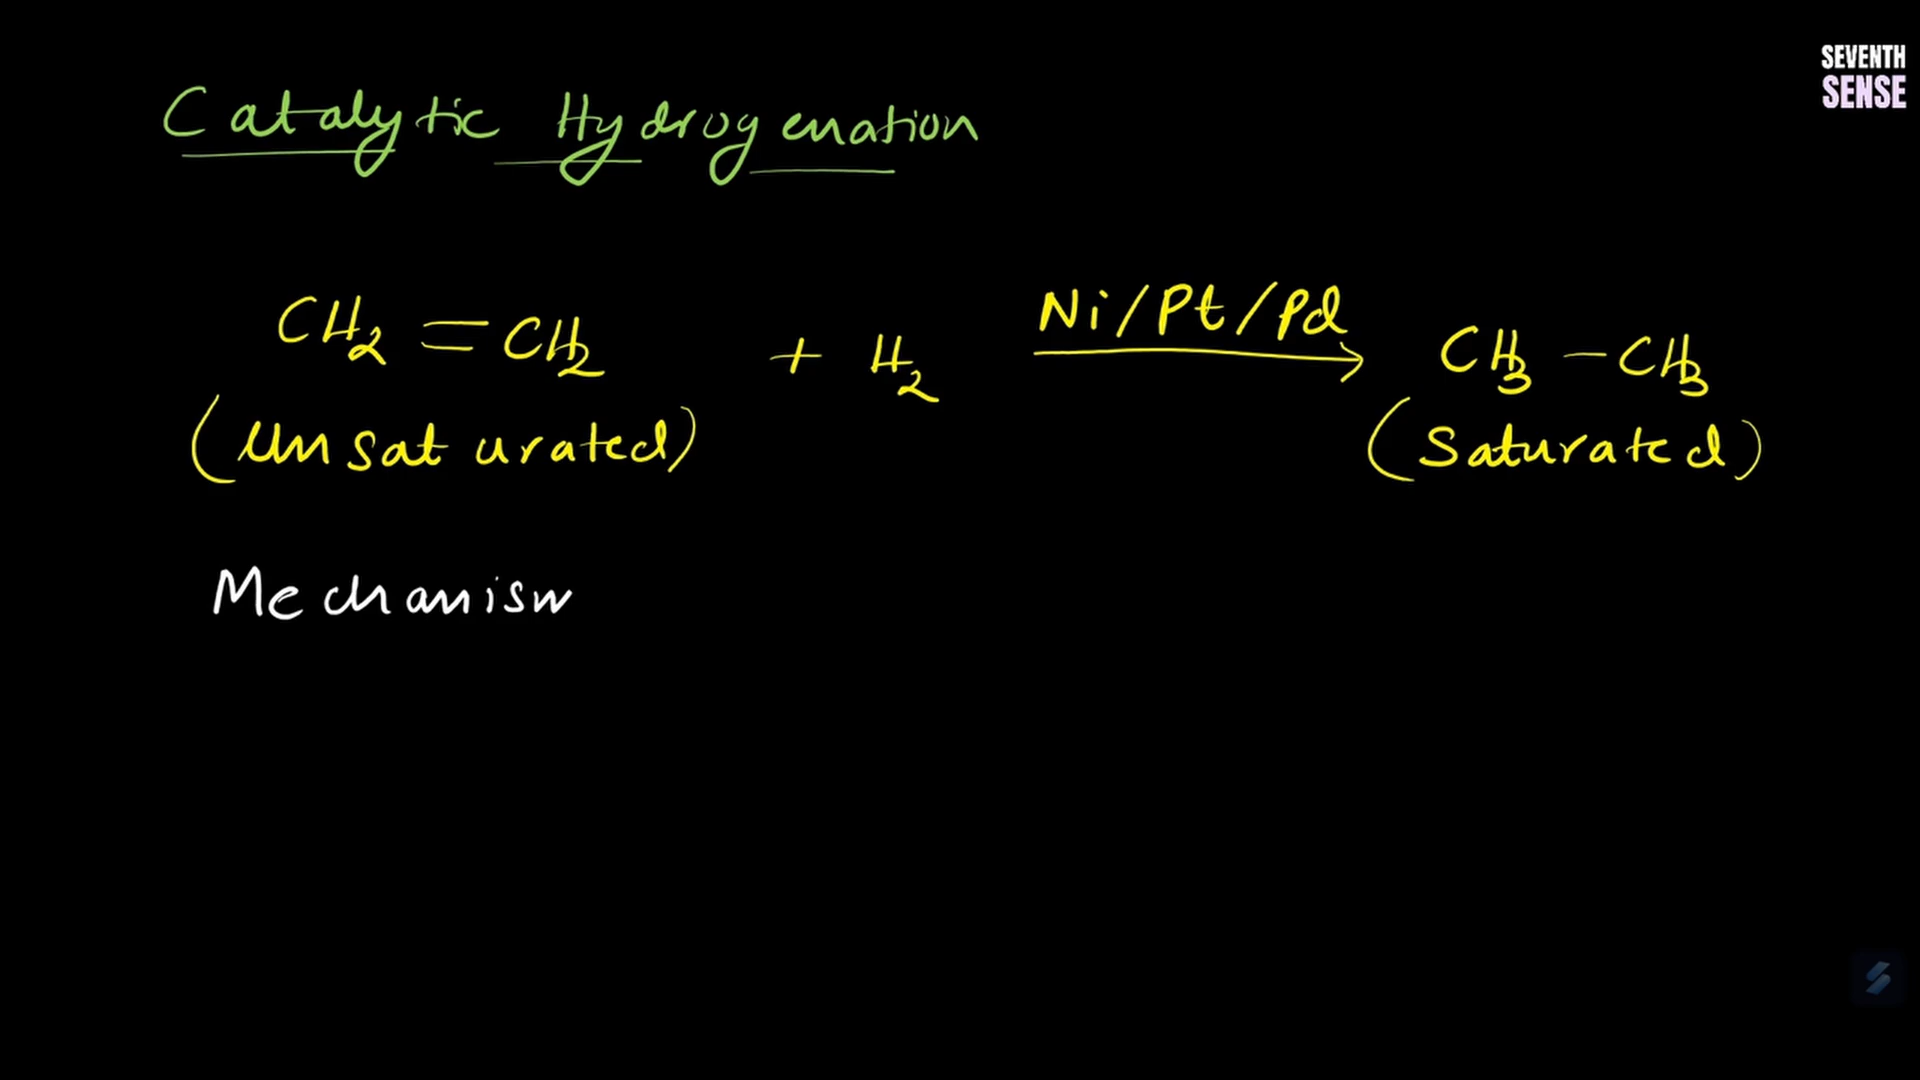 SEVENTH
SENSE
Catalytic Hydrogenation
CH₂ = CH₂ + H₂ Ni/Pt/Pd → CH₃ – CH₃
(Unsaturated) (Saturated)
Mechanism